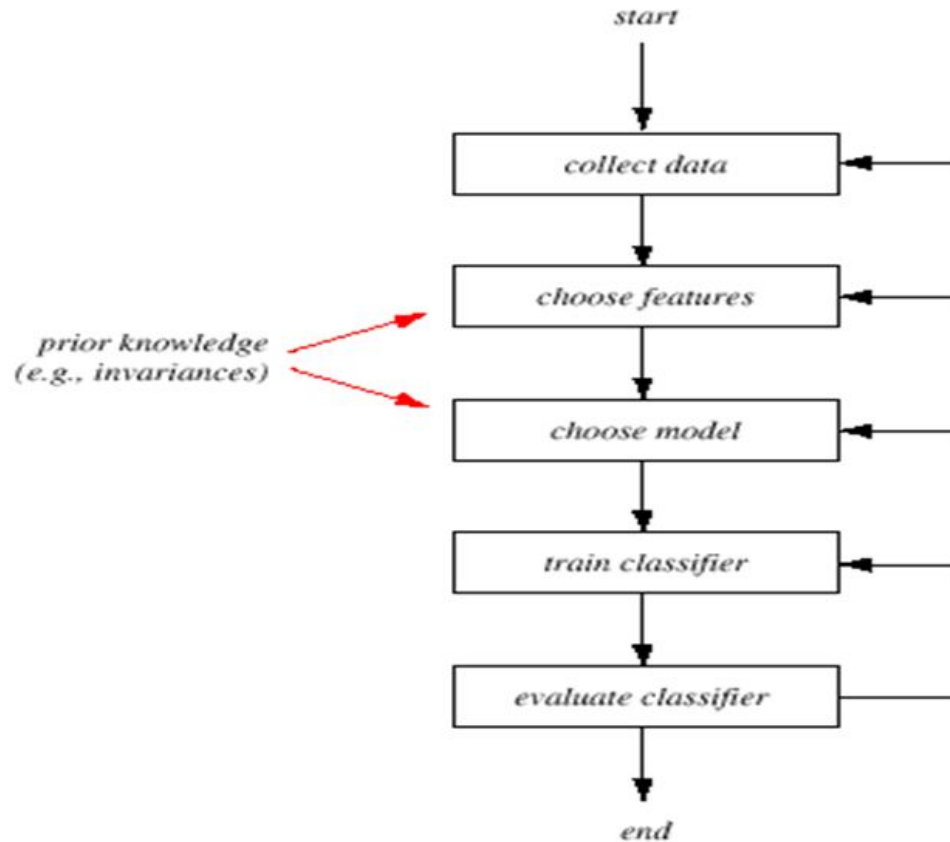 start
collect data
choose features
prior knowledge
(e.g., invariances)
choose model
train classifier
evaluate classifier
end